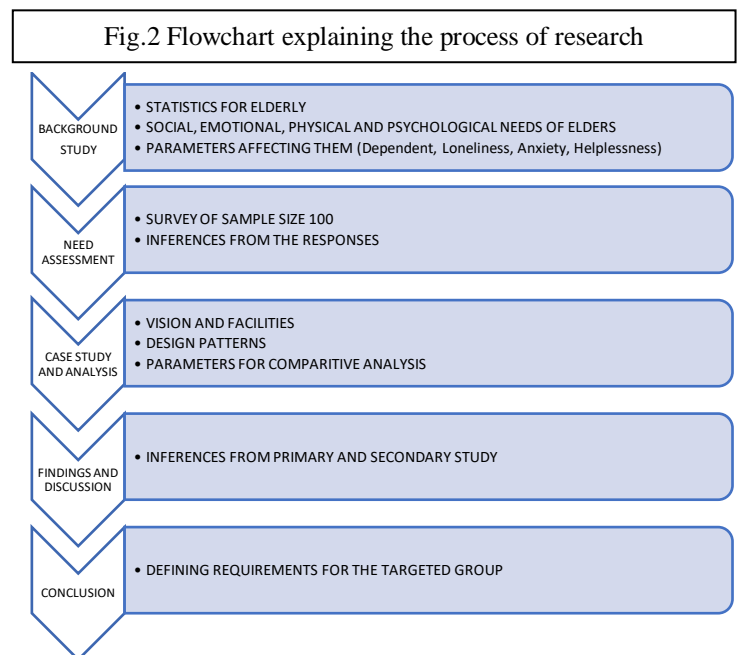 Fig.2 Flowchart explaining the process of research
BACKGROUND
STUDY
• STATISTICS FOR ELDERLY
• SOCIAL, EMOTIONAL, PHYSICAL AND PSYCHOLOGICAL NEEDS OF ELDERS
• PARAMETERS AFFECTING THEM (Dependent, Loneliness, Anxiety, Helplessness)
NEED
ASSESSMENT
• SURVEY OF SAMPLE SIZE 100
• INFERENCES FROM THE RESPONSES
CASE STUDY
AND ANALYSIS
• VISION AND FACILITIES
• DESIGN PATTERNS
• PARAMETERS FOR COMPARITIVE ANALYSIS
FINDINGS AND
DISCUSSION
• INFERENCES FROM PRIMARY AND SECONDARY STUDY
CONCLUSION
• DEFINING REQUIREMENTS FOR THE TARGETED GROUP